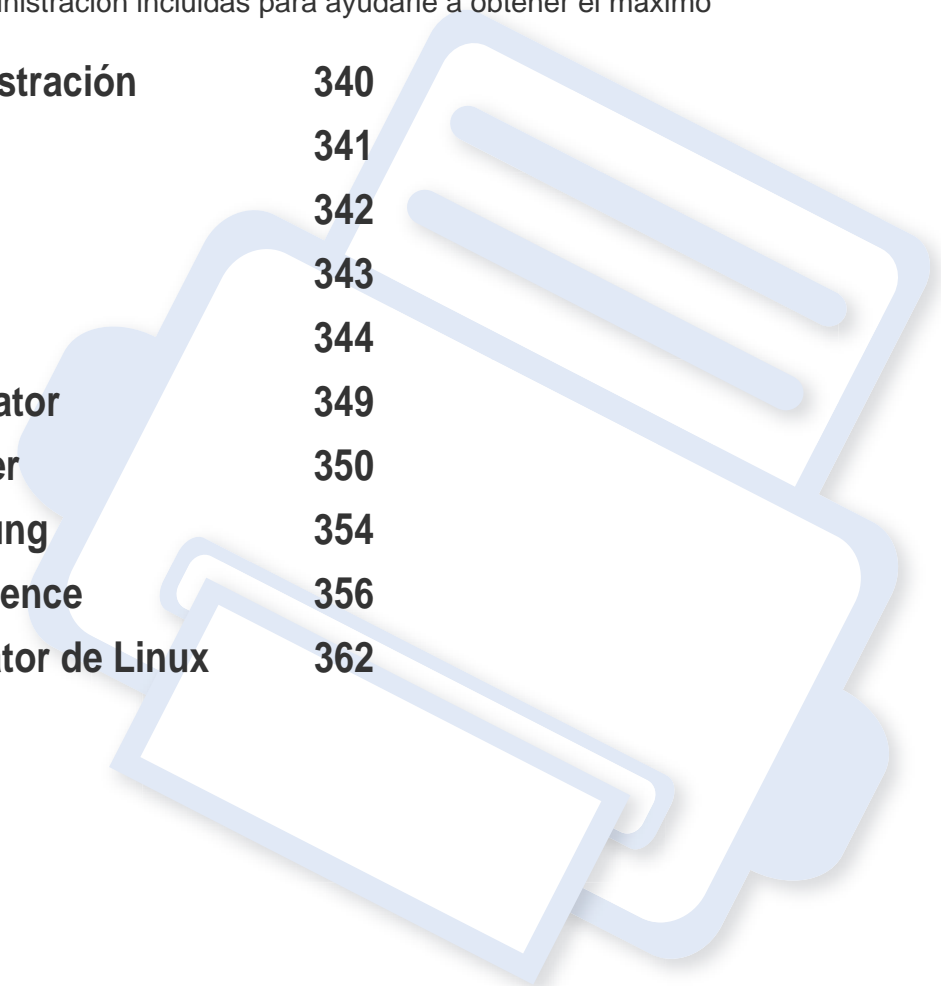 nistración incluidas para ayudarle a obtener el máximo
stración 340
341
342
343
344
ator 349
er 350
ung 354
ence 356
ator de Linux 362